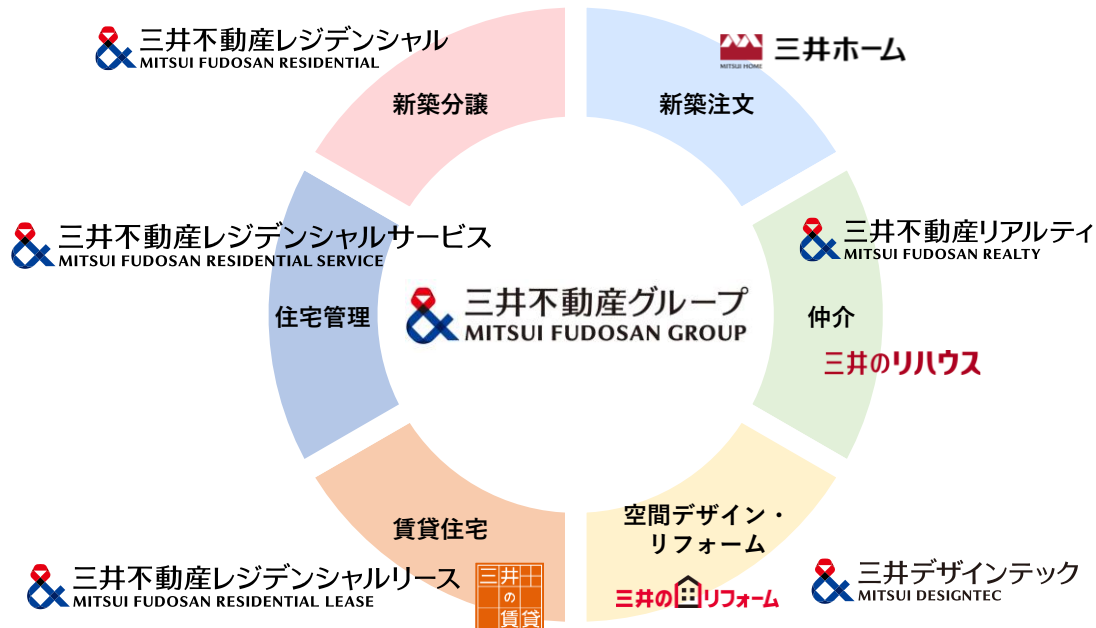 三井不動産レジデンシャル
MITSUI FUDOSAN RESIDENTIAL
新築分譲
MITSUI HOME
三井ホーム
新築注文
三井不動産レジデンシャルサービス
MITSUI FUDOSAN RESIDENTIAL SERVICE
住宅管理
三井不動産グループ
MITSUI FUDOSAN GROUP
三井不動産リアルティ
MITSUI FUDOSAN REALTY
仲介
三井のリハウス
賃貸住宅
三井不動産レジデンシャルリース
MITSUI FUDOSAN RESIDENTIAL LEASE
三井
の
賃貸
空間デザイン・
リフォーム
三井のリフォーム
三井デザインテック
MITSUI DESIGNTEC